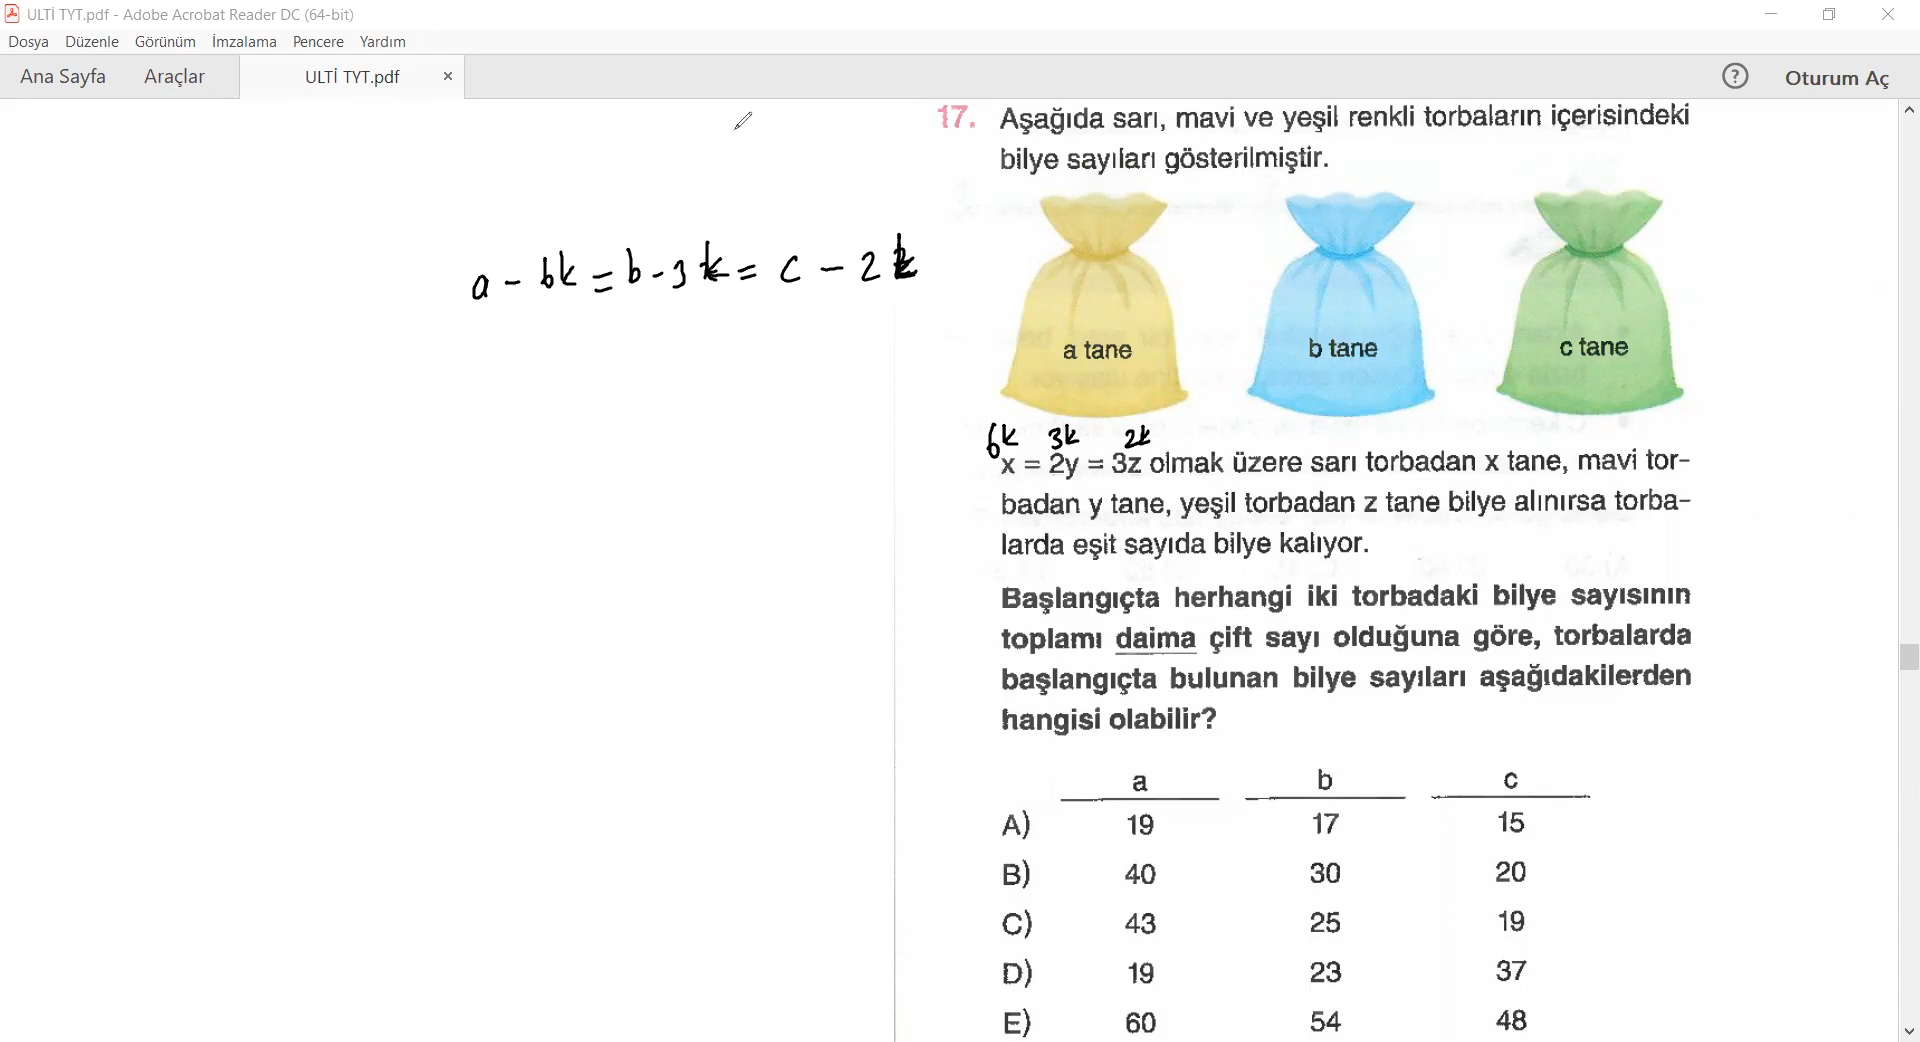 ULTİ TYT.pdf - Adobe Acrobat Reader DC (64-bit)
Dosya Düzenle Görünüm İmzalama Pencere Yardım
Ana Sayfa Araçlar ULTİ TYT.pdf × ? Oturum Aç
17. Aşağıda sarı, mavi ve yeşil renkli torbaların içerisindeki
bilye sayıları gösterilmiştir.
a - 6k = b - 3k = c - 2k
a tane b tane c tane
6k 3k 2k
x = 2y = 3z olmak üzere sarı torbadan x tane, mavi tor-
badan y tane, yeşil torbadan z tane bilye alınırsa torba-
larda eşit sayıda bilye kalıyor.
Başlangıçta herhangi iki torbadaki bilye sayısının
toplamı daima çift sayı olduğuna göre, torbalarda
başlangıçta bulunan bilye sayıları aşağıdakilerden
hangisi olabilir?
a b c
A) 19 17 15
B) 40 30 20
C) 43 25 19
D) 19 23 37
E) 60 54 48